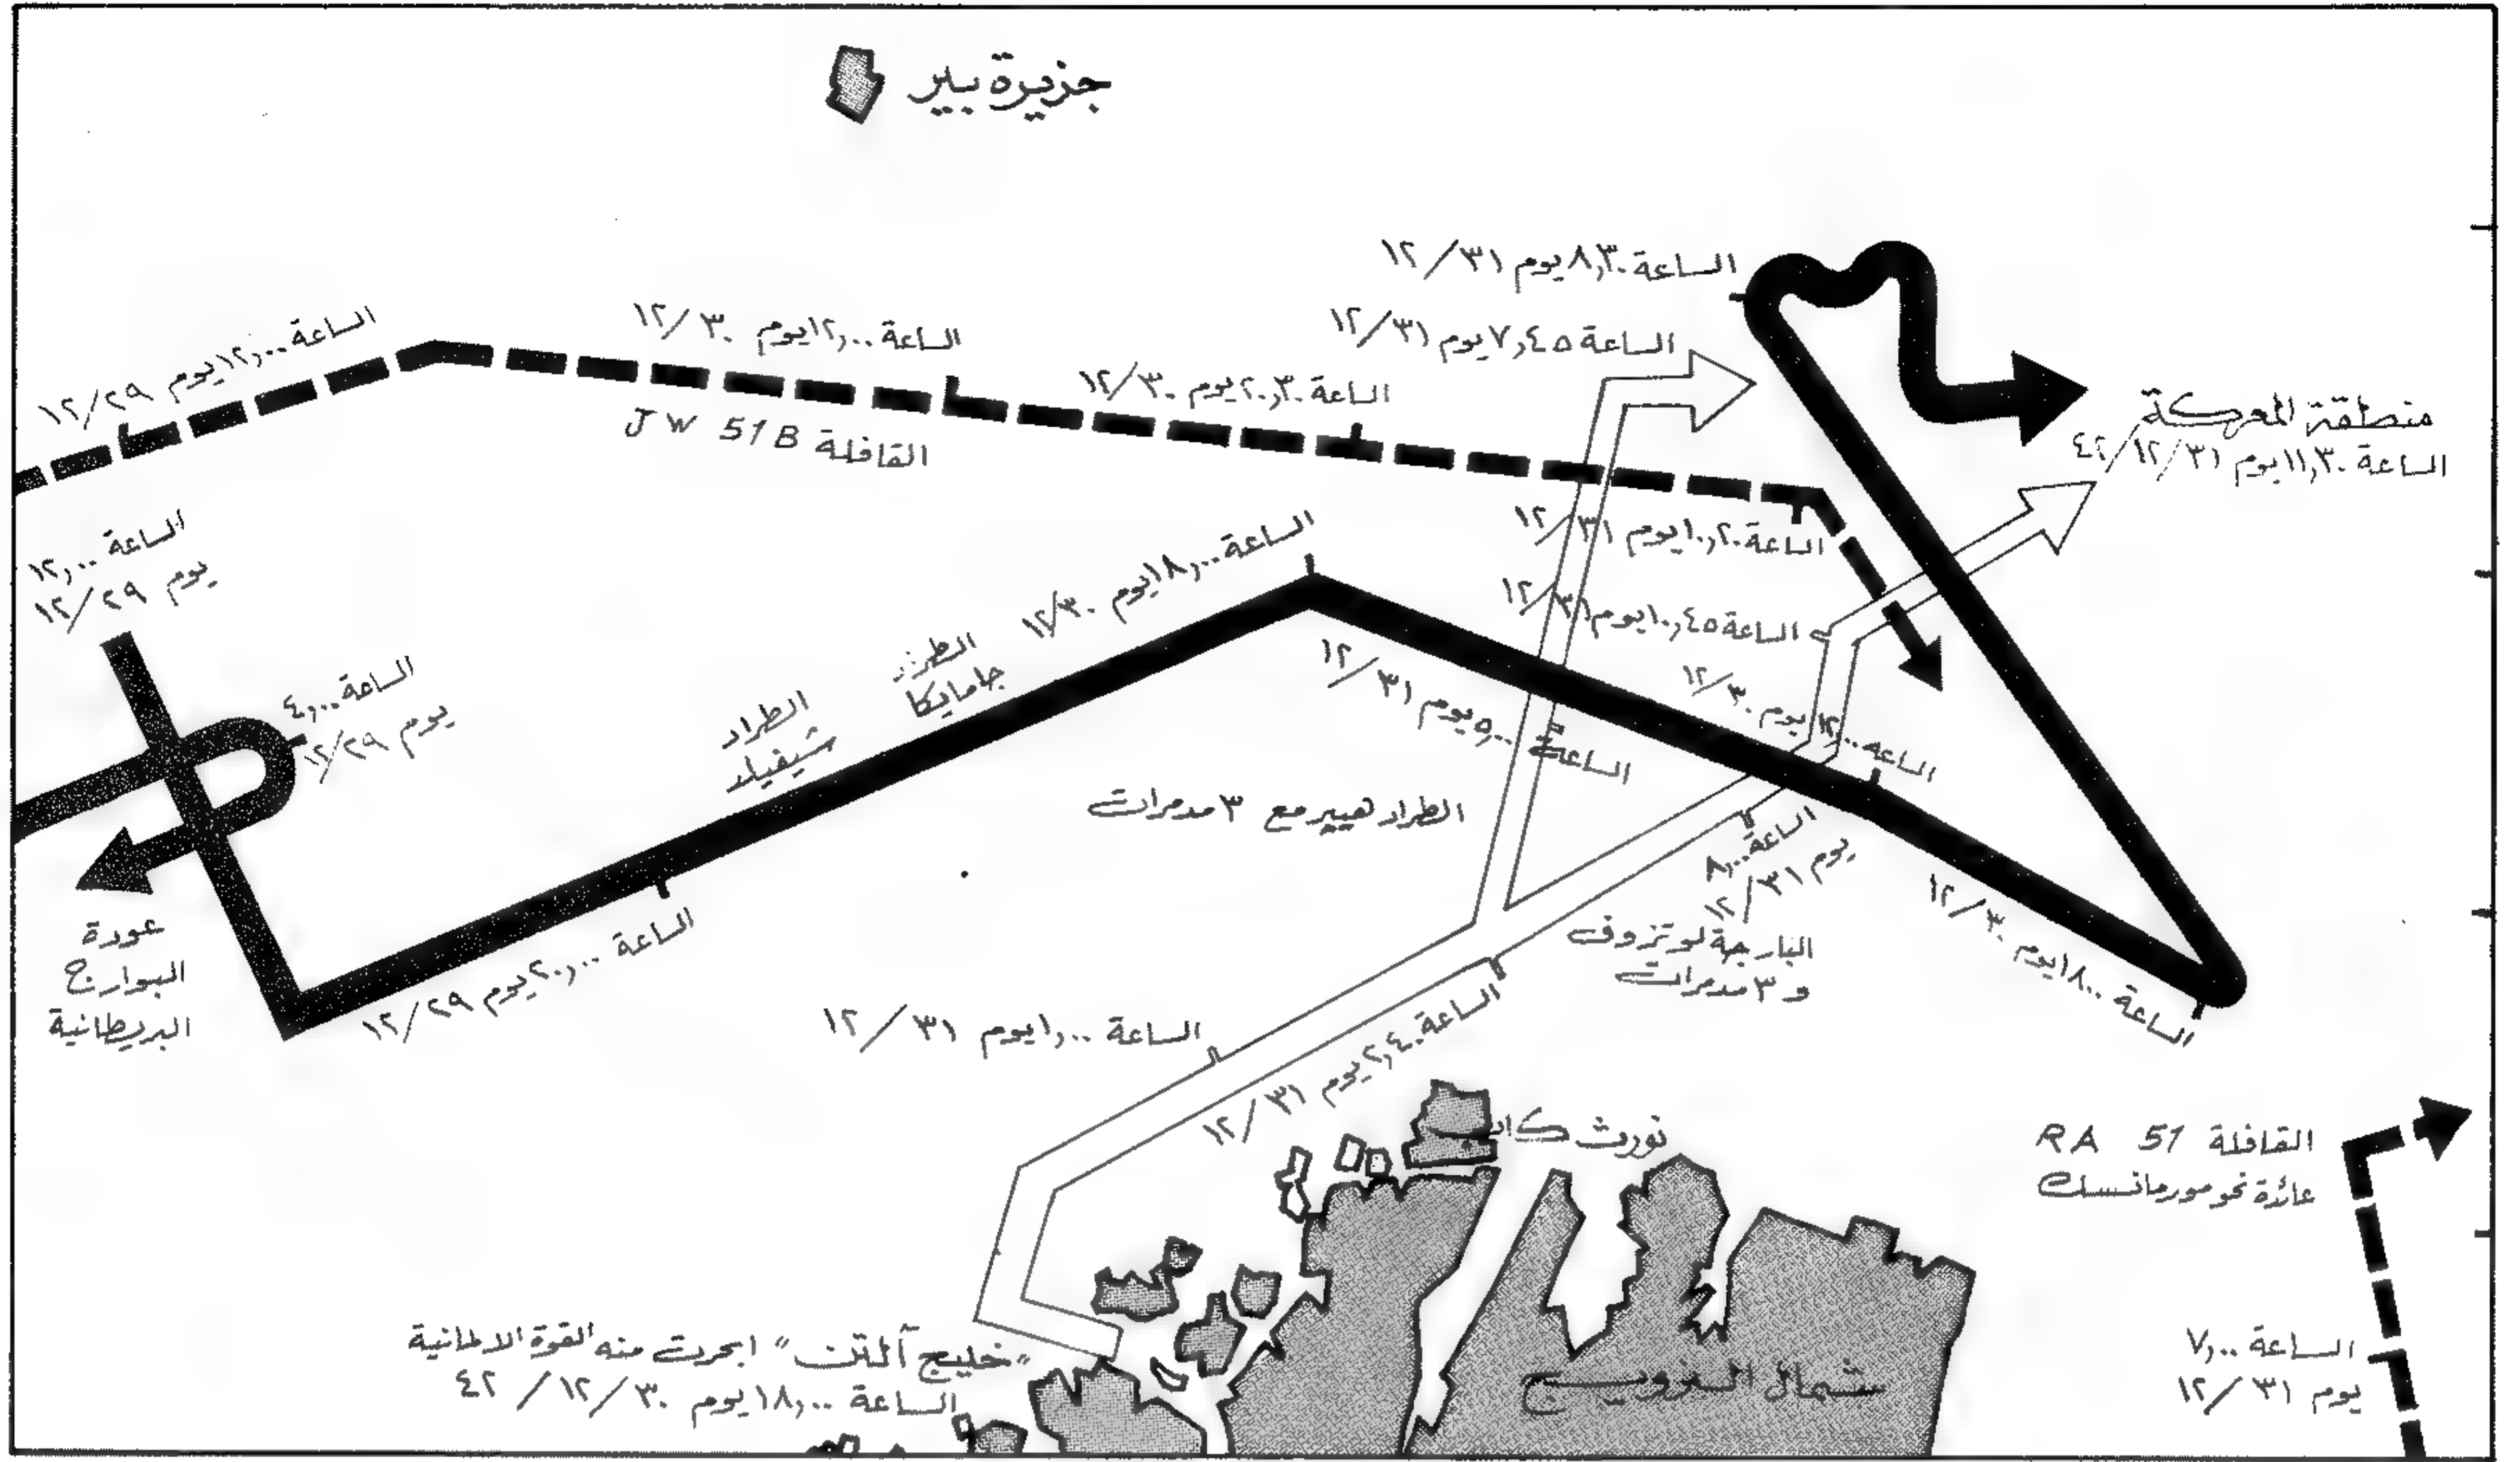 جزيرة بير
الساعة ٨,٣٠ يوم ٣١/ ١٢
الساعة ٧,٤٥ يوم ٣١/ ١٢
الساعة ١٢,٠٠ يوم ٢٩/ ١٢
الساعة ١٢,٠٠ يوم ٣٠/ ١٢
الساعة ٢٠,٣٠ يوم ٣٠/ ١٢
القافلة JW 51B
منطقة المعركة
الساعة ١١,٣٠ يوم ٣١/ ١٢/ ٤٢
الساعة ١٠,٢٠ يوم ٣١/ ١٢
الساعة ١٢,٠٠
يوم ٢٩/ ١٢
الساعة ١٨,٠٠ يوم ٣٠/ ١٢
الساعة ١٠,٤٥ يوم ٣١/ ١٢
الساعة ٤,٠٠
يوم ٢٩/ ١٢
الطراد
شيفيلد
جامايكا
الساعة ٥,٠٠ يوم ٣١/ ١٢
الساعة ١٢,٠٠ يوم ٣٠/ ١٢
الطراد هيبر مع ٣ مدمرات
الساعة ٨,٠٠
يوم ٣١/ ١٢
البارجة لوتزوف
و ٣ مدمرات
الساعة ١٨,٠٠ يوم ٣٠/ ١٢
عودة
البوارج
البريطانية
الساعة ٢٠,٠٠ يوم ٢٩/ ١٢
الساعة ١,٠٠ يوم ٣١/ ١٢
الساعة ٢,٤٠ يوم ٣١/ ١٢
نورث كاب
القافلة RA 51
عائدة نحو مورمانسك
"خليج آلتن" ابحرت منه القوة الالمانية
الساعة ١٨,٠٠ يوم ٣٠/ ١٢/ ٤٢
شمال النرويج
الساعة ٧,٠٠
يوم ٣١/ ١٢